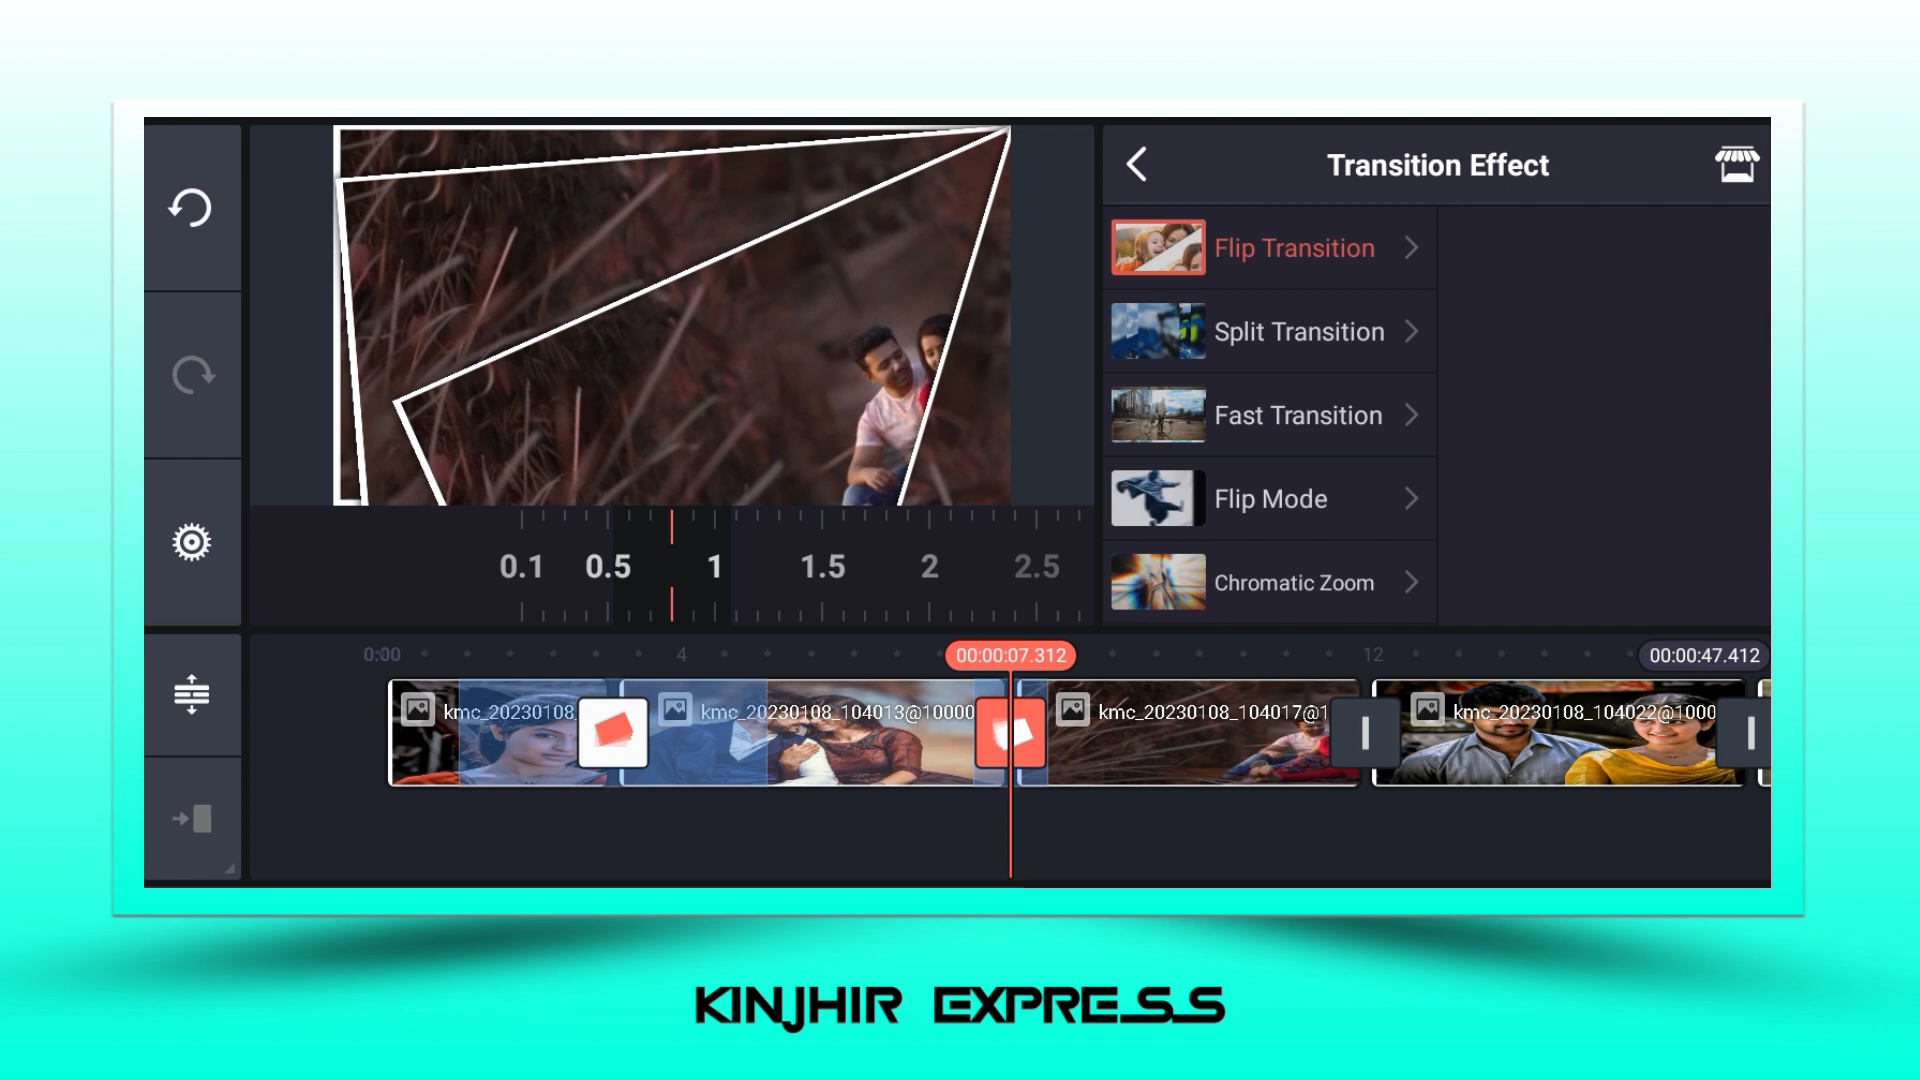 Transition Effect
Flip Transition
Split Transition
Fast Transition
Flip Mode
Chromatic Zoom
0.1 0.5 1 1.5 2 2.5
0:00 4 00:00:07.312 12 00:00:47.412
kmc_20230108_ kmc_20230108_104013@10000 kmc_20230108_104017@1 kmc_20230108_104022@1000
KINJHIR EXPRESS